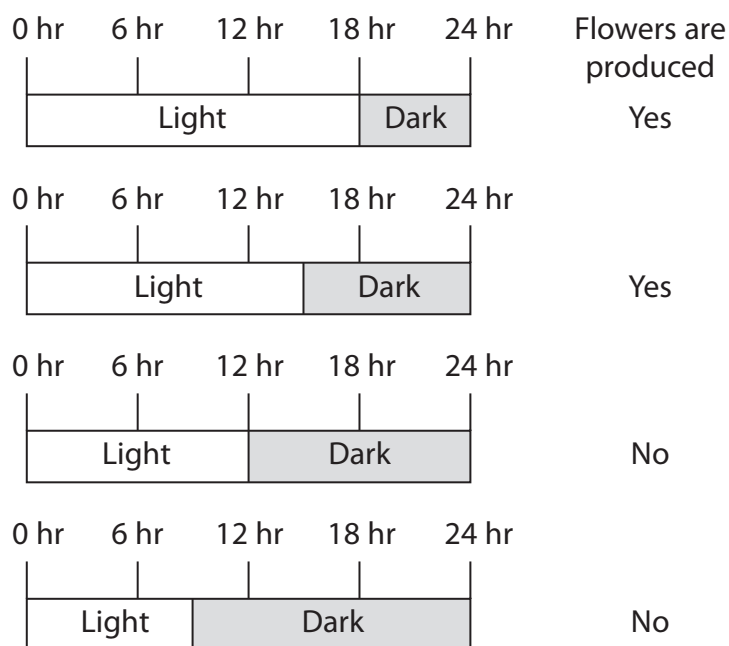 0 hr 6 hr 12 hr 18 hr 24 hr Flowers are
produced
Light Dark Yes
0 hr 6 hr 12 hr 18 hr 24 hr
Light Dark Yes
0 hr 6 hr 12 hr 18 hr 24 hr
Light Dark No
0 hr 6 hr 12 hr 18 hr 24 hr
Light Dark No